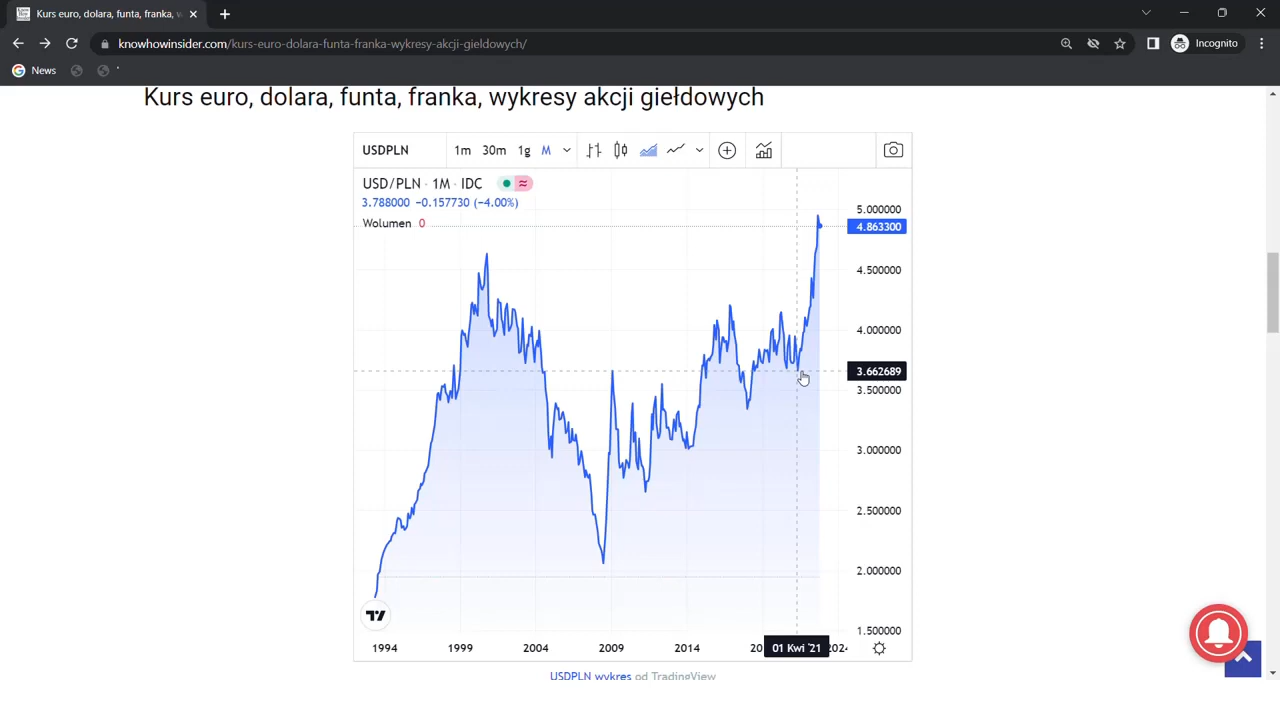 Kurs euro, dolara, funta, franka, w
knowhowinsider.com/kurs-euro-dolara-funta-franka-wykresy-akcji-gieldowych/
Incognito
News
Kurs euro, dolara, funta, franka, wykresy akcji giełdowych
USDPLN 1m 30m 1g M
USD/PLN · 1M · IDC
3.788000 −0.157730 (−4.00%)
Wolumen 0
5.000000
4.863300
4.500000
4.000000
3.662689
3.500000
3.000000
2.500000
2.000000
1.500000
1994 1999 2004 2009 2014 20 01 Kwi '21 2024
USDPLN wykres od TradingView